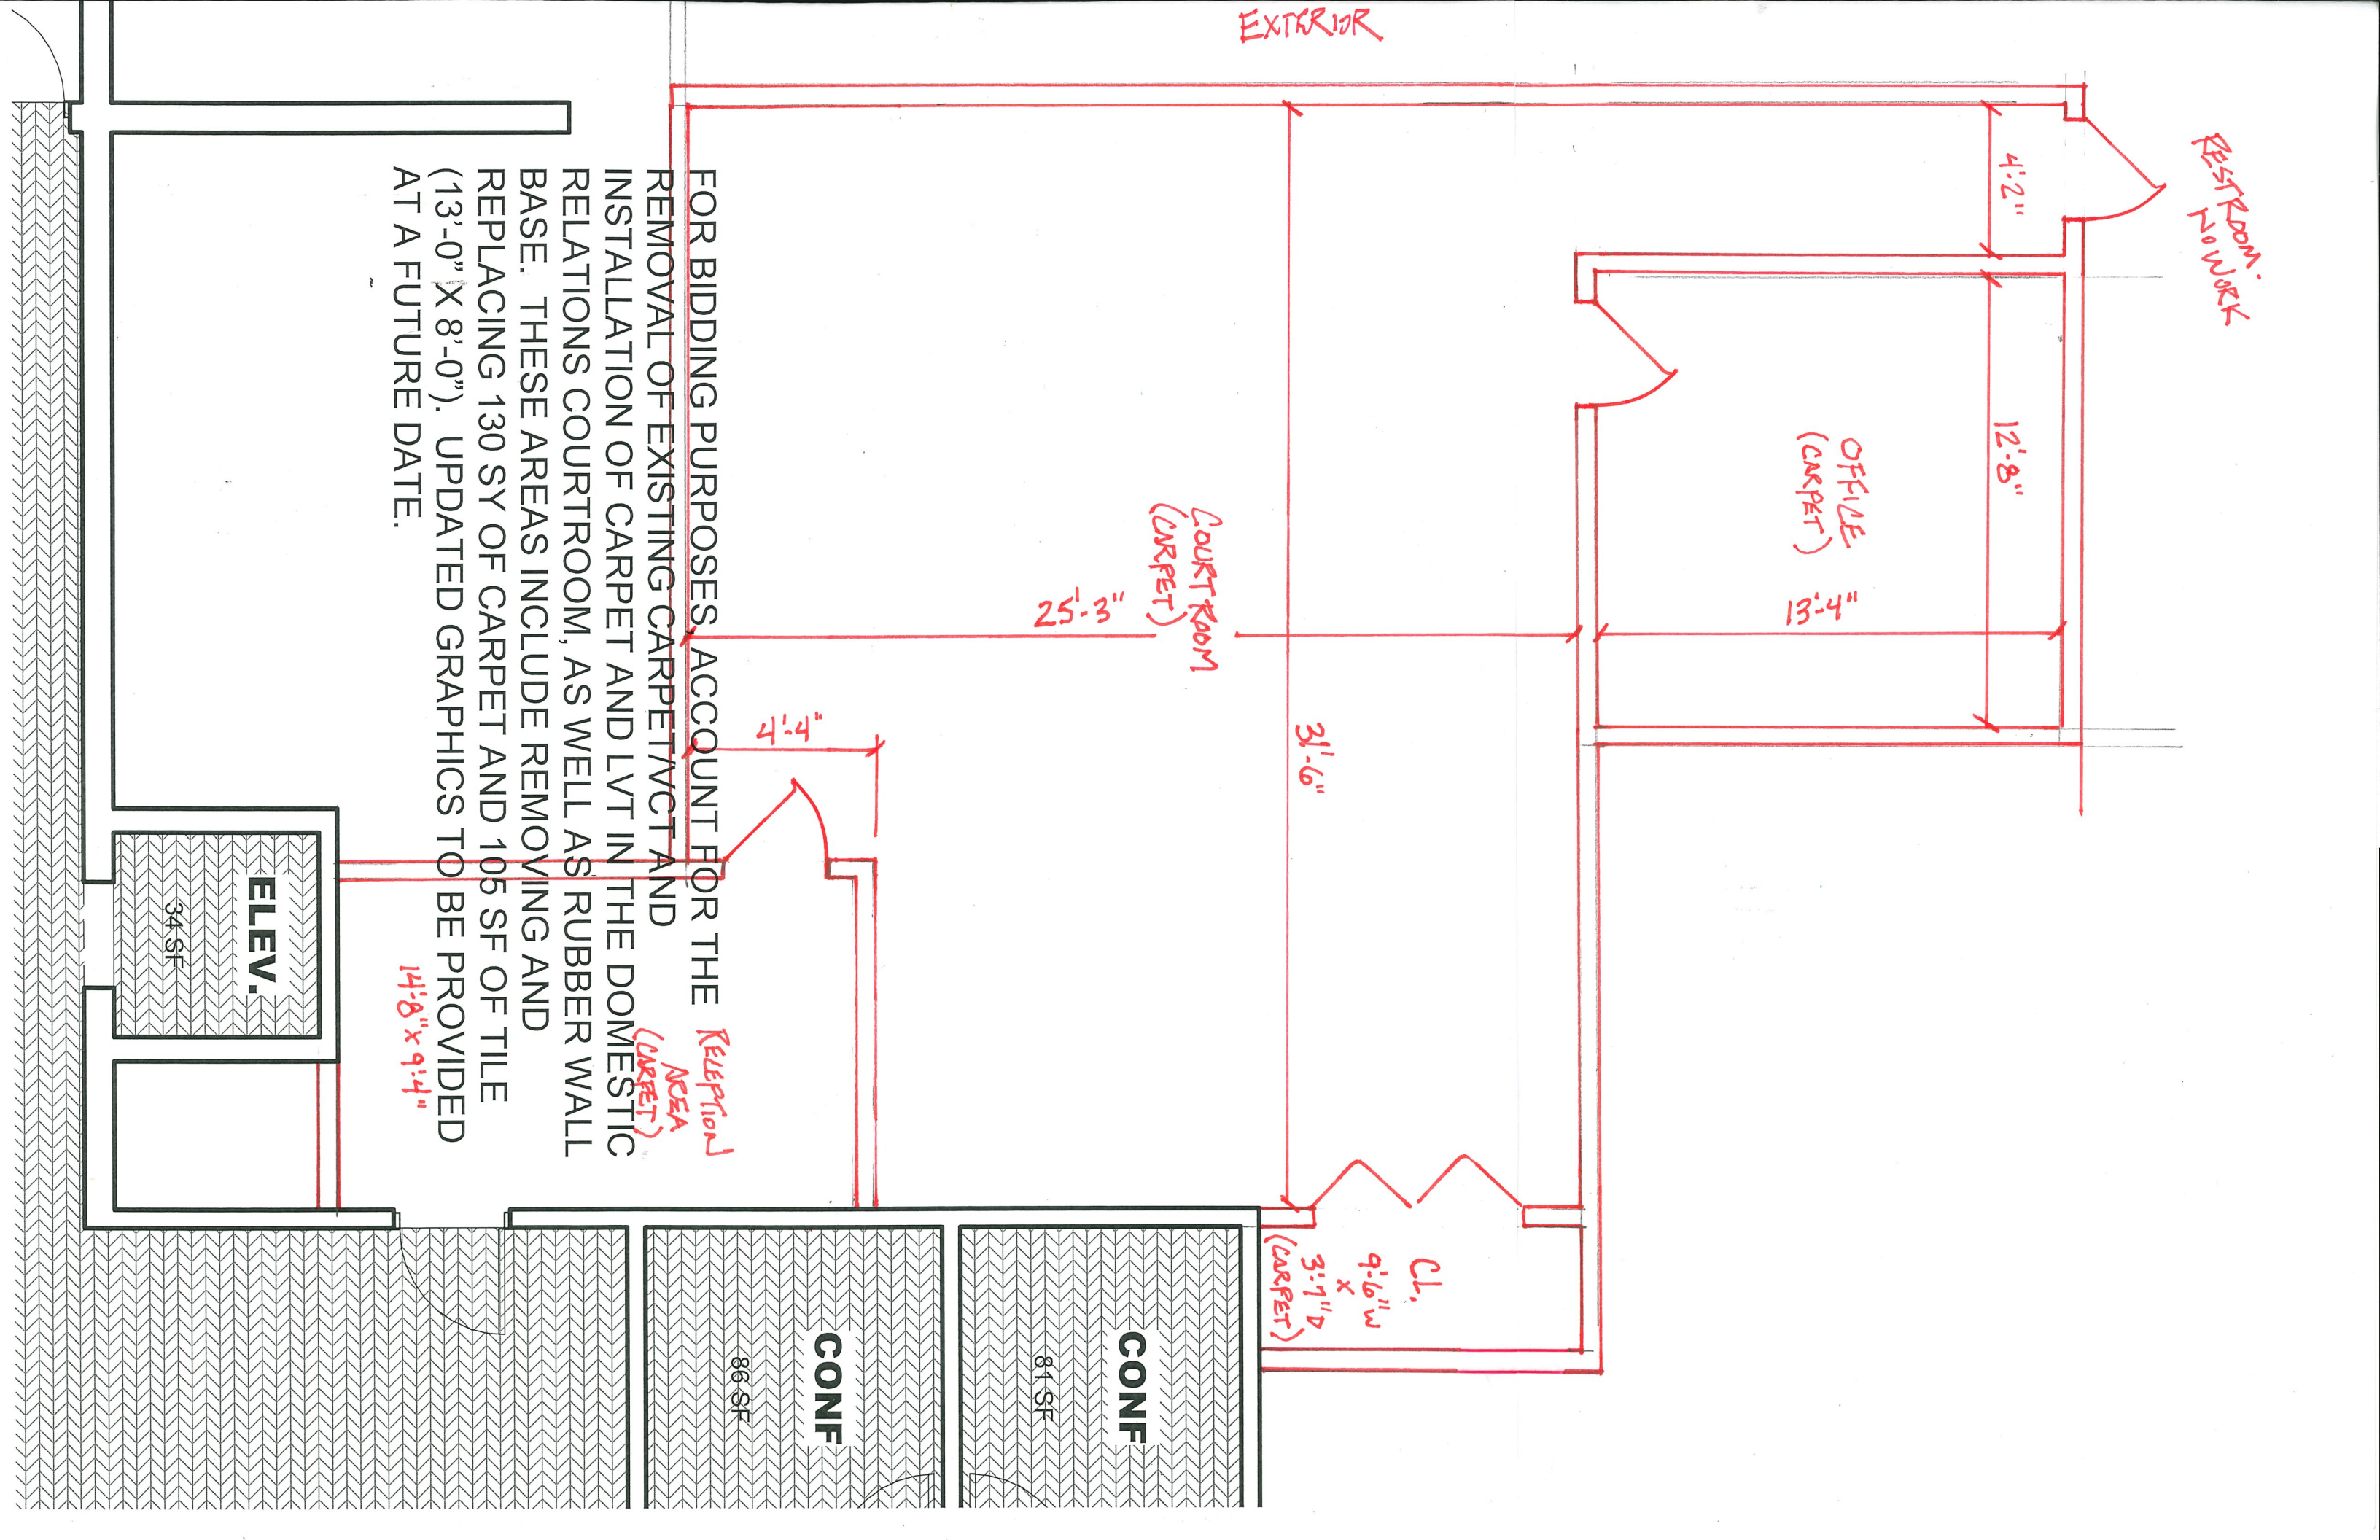 EXTERIOR
RESTROOM-
NO WORK
4'-2"
12'-8"
OFFICE
(CARPET)
13'-4"
COURTROOM
(CARPET)
25'-3"
31'-6"
4'-4"
FOR BIDDING PURPOSES ACCOUNT FOR THE
REMOVAL OF EXISTING CARPET/VCT AND
INSTALLATION OF CARPET AND LVT IN THE DOMESTIC
RELATIONS COURTROOM, AS WELL AS RUBBER WALL
BASE. THESE AREAS INCLUDE REMOVING AND
REPLACING 130 SY OF CARPET AND 105 SF OF TILE
(13'-0" X 8'-0"). UPDATED GRAPHICS TO BE PROVIDED
AT A FUTURE DATE.
RECEPTION
AREA
(CARPET)
14'-8" X 9'-4"
ELEV.
34 SF
CL.
9'-6" W
X
3'-7" D
(CARPET)
CONF
81 SF
CONF
86 SF